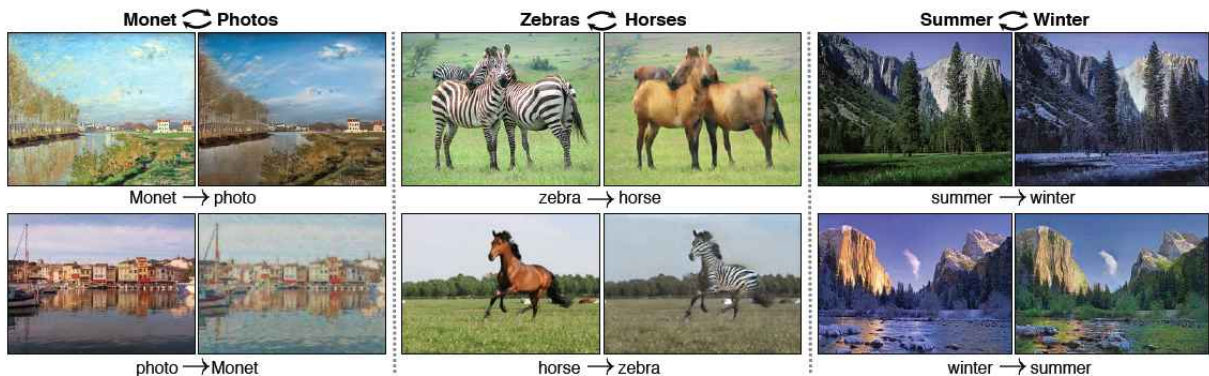 Monet Photos
Zebras Horses
Summer Winter
Monet → photo
zebra → horse
summer → winter
photo → Monet
horse → zebra
winter → summer